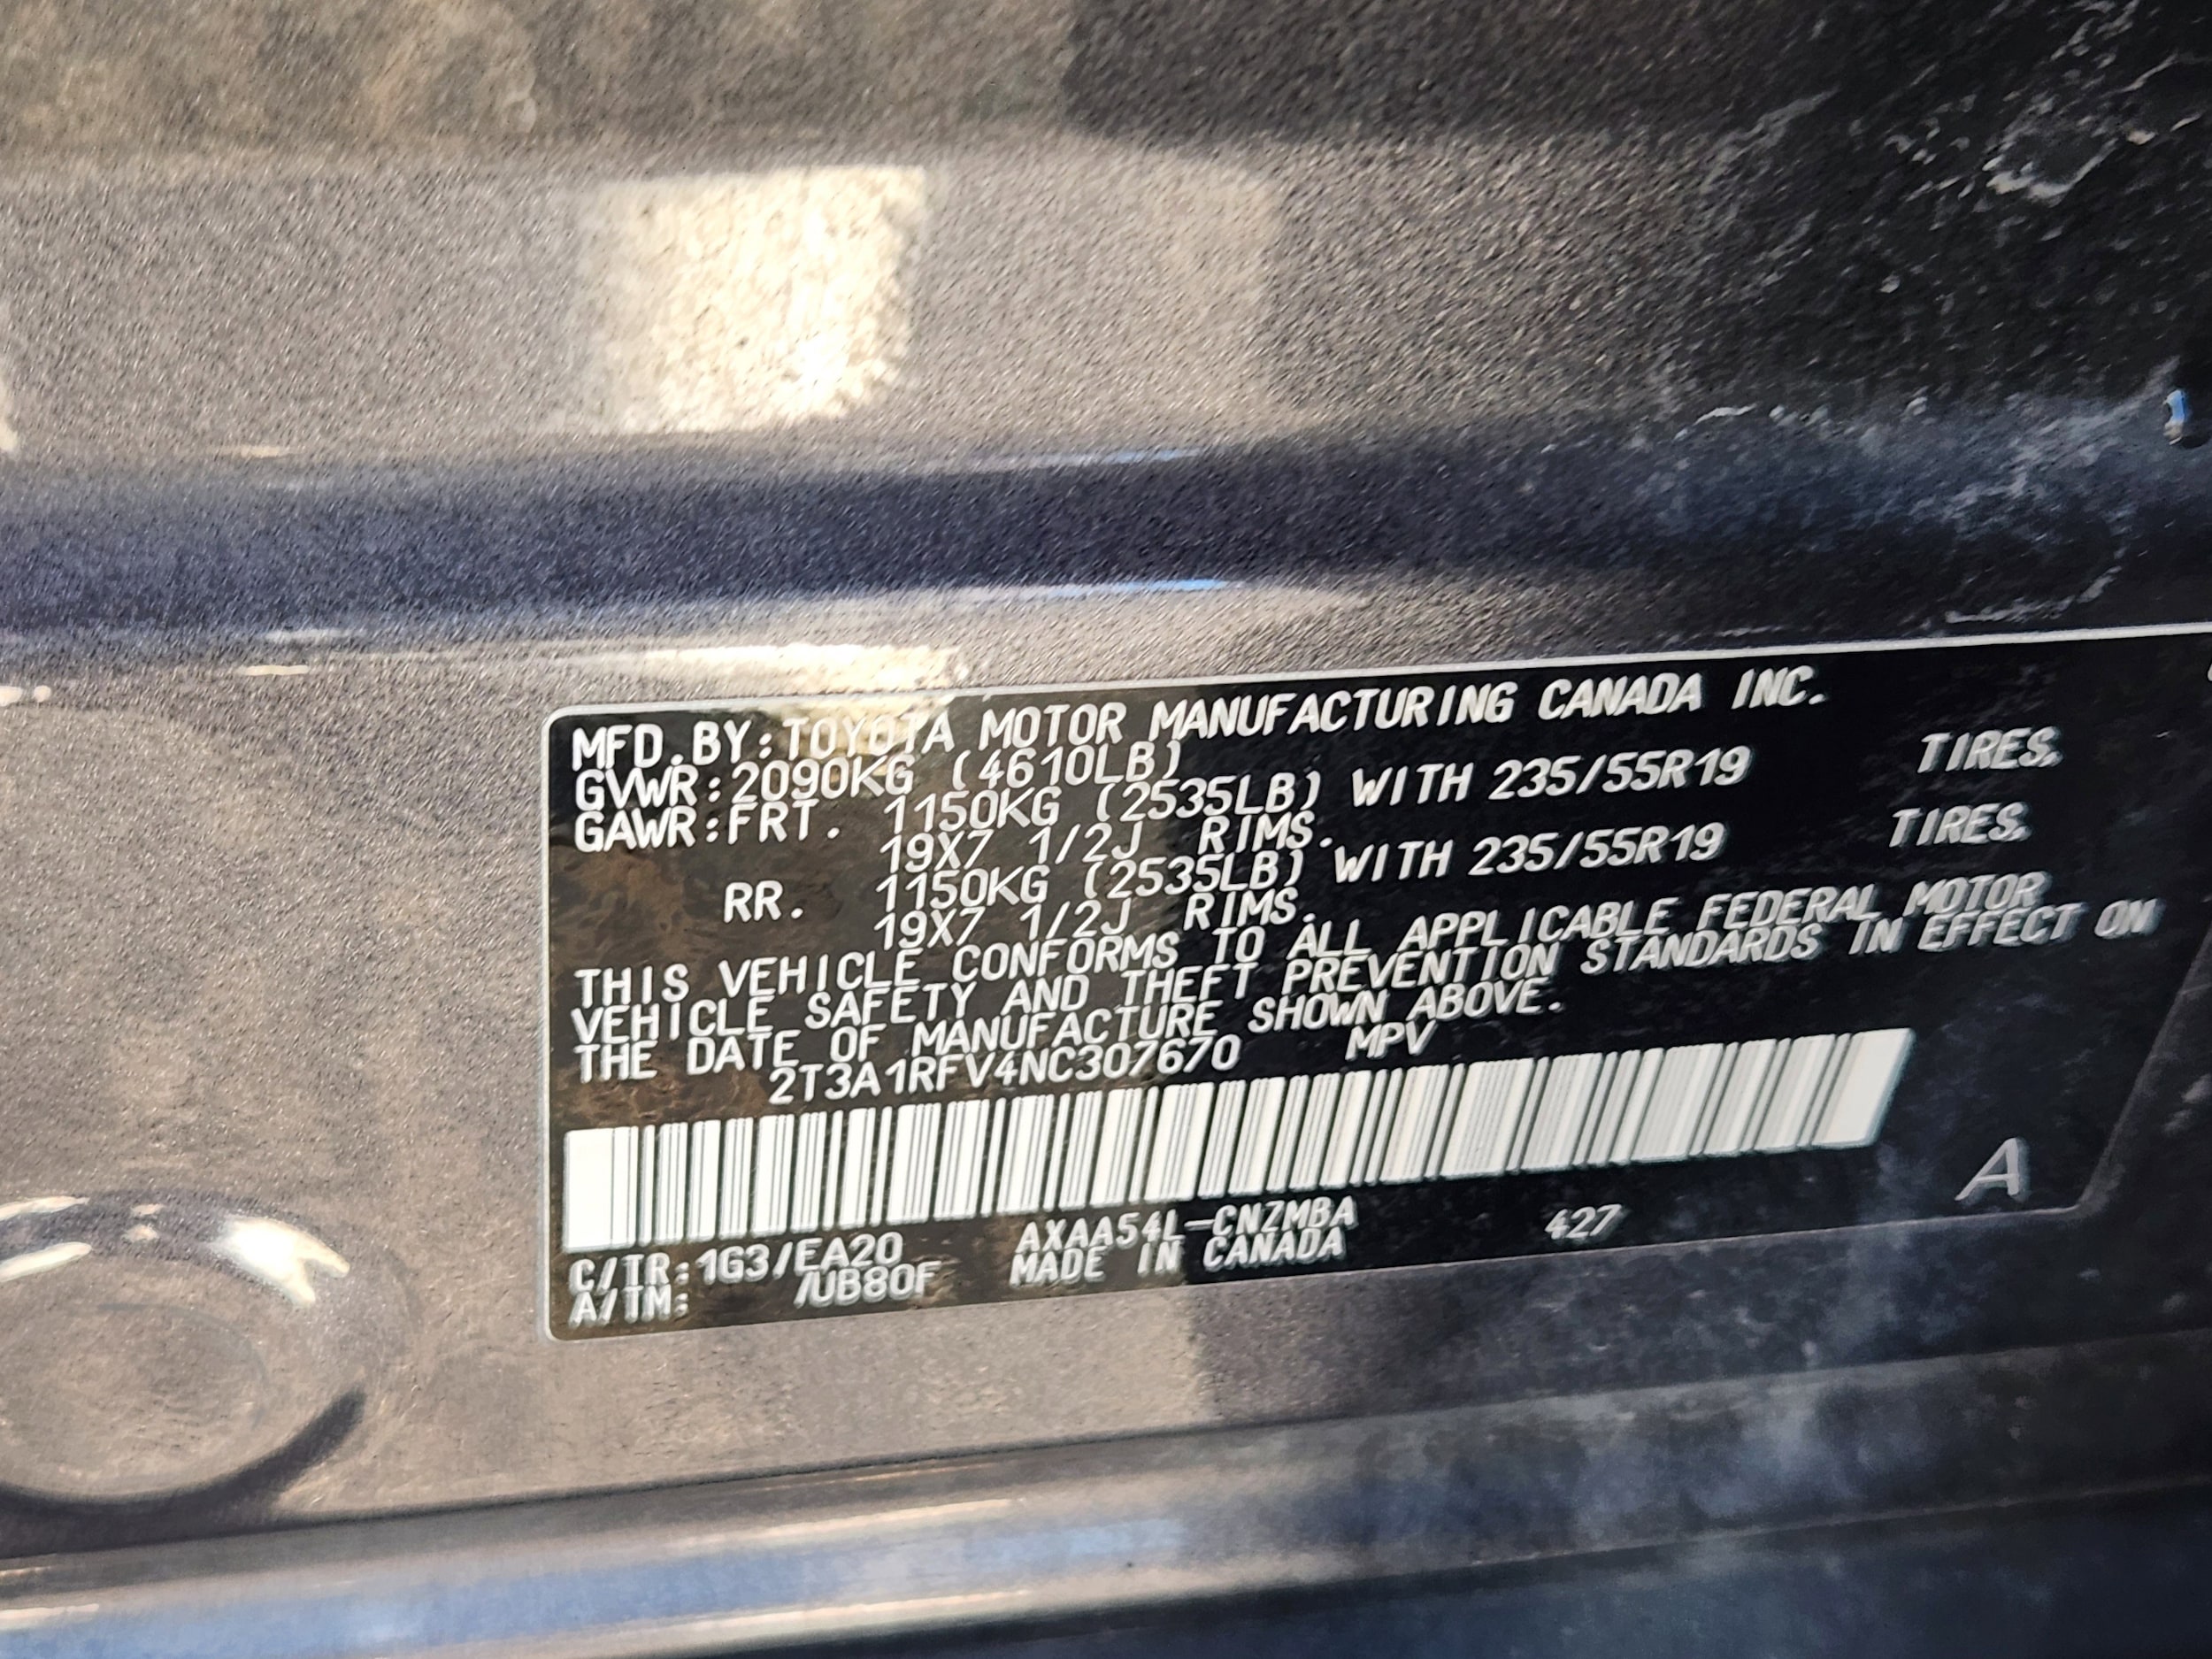 MFD.BY:TOYOTA MOTOR MANUFACTURING CANADA INC.
GVWR:2090KG (4610LB)
GAWR:FRT. 1150KG (2535LB) WITH 235/55R19 TIRES.
19X7 1/2J RIMS.
RR. 1150KG (2535LB) WITH 235/55R19 TIRES.
19X7 1/2J RIMS.
THIS VEHICLE CONFORMS TO ALL APPLICABLE FEDERAL MOTOR
VEHICLE SAFETY AND THEFT PREVENTION STANDARDS IN EFFECT ON
THE DATE OF MANUFACTURE SHOWN ABOVE.
2T3A1RFV4NC307670 MPV
A
C/TR:1G3/EA20 AXAA54L-CNZMBA 427
A/TM: /UB80F MADE IN CANADA